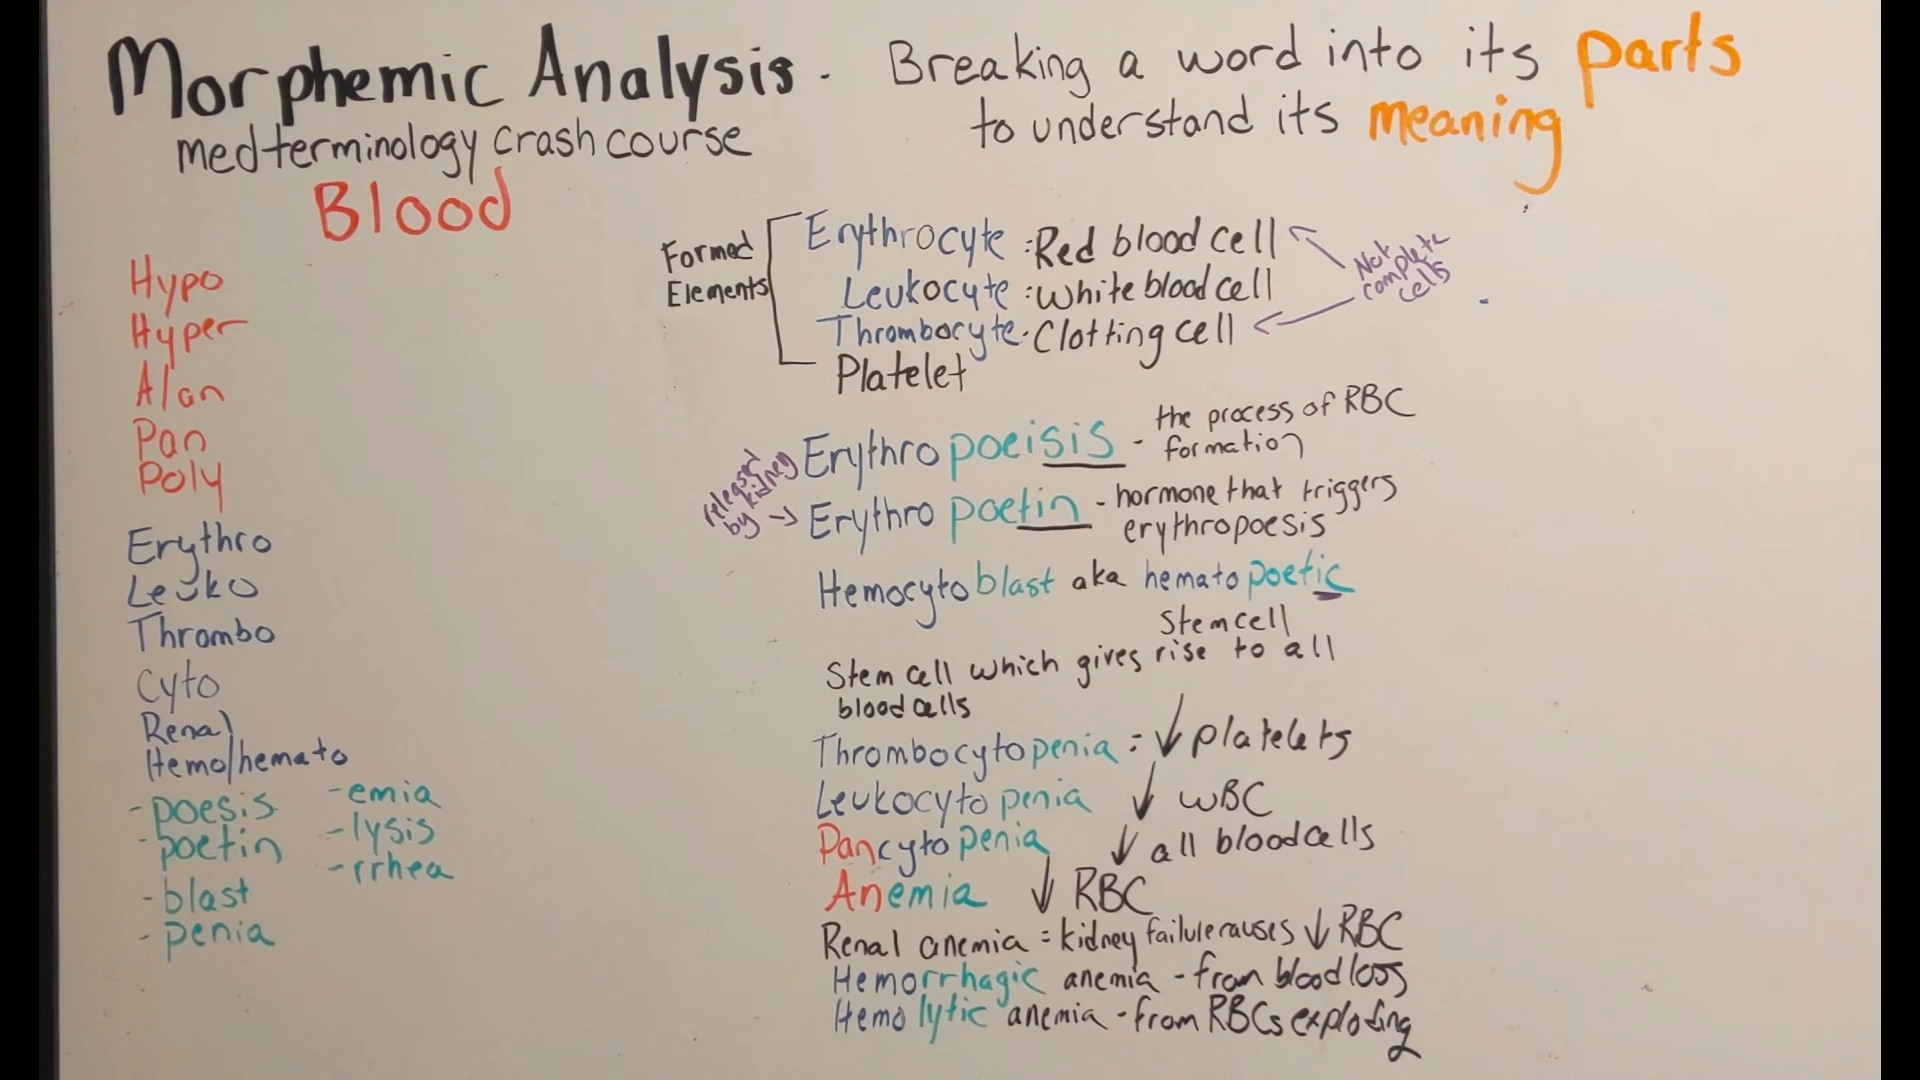 Morphemic Analysis - Breaking a word into its parts
to understand its meaning
medterminology crash course
Blood
Hypo
Hyper
A/an
Pan
Poly
Erythro
Leuko
Thrombo
Cyto
Renal
Hemo/hemato
-poesis
-poetin
-blast
-penia
-emia
-lysis
-rrhea
Formed
Elements
Erythrocyte : Red blood cell
Leukocyte : White blood cell
Thrombocyte : Clotting cell
Platelet
Not
complete
cells
Erythropoeisis - the process of RBC
formation
released
by kidney →
Erythropoetin - hormone that triggers
erythropoesis
Hemocytoblast aka hematopoetic
Stem cell
Stem cell which gives rise to all
blood cells
Thrombocytopenia = ↓ platelets
Leukocytopenia ↓ WBC
Pancytopenia ↓ all blood cells
Anemia ↓ RBC
Renal anemia = kidney failure causes ↓ RBC
Hemorrhagic anemia - from blood loss
Hemolytic anemia - from RBCs exploding